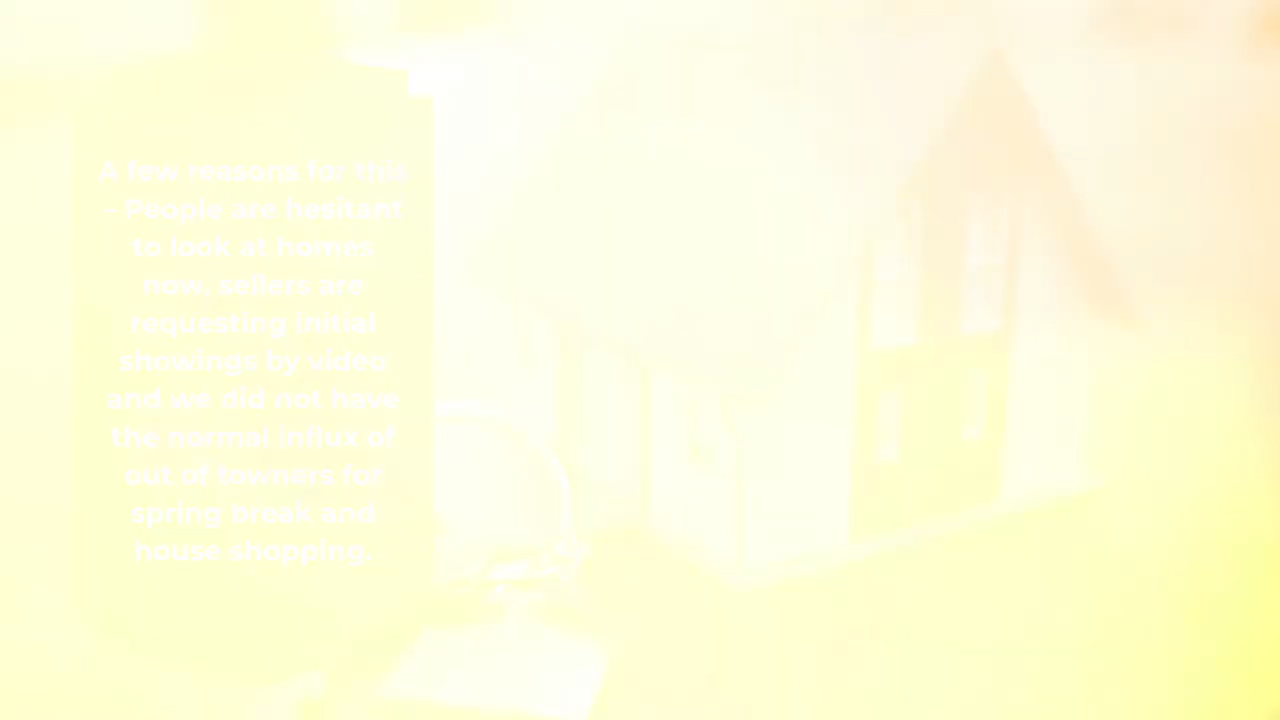 A few reasons for this
- People are hesitant
to look at homes
now, sellers are
requesting initial
showings by video
and we did not have
the normal influx of
out of towners for
spring break and
house shopping.